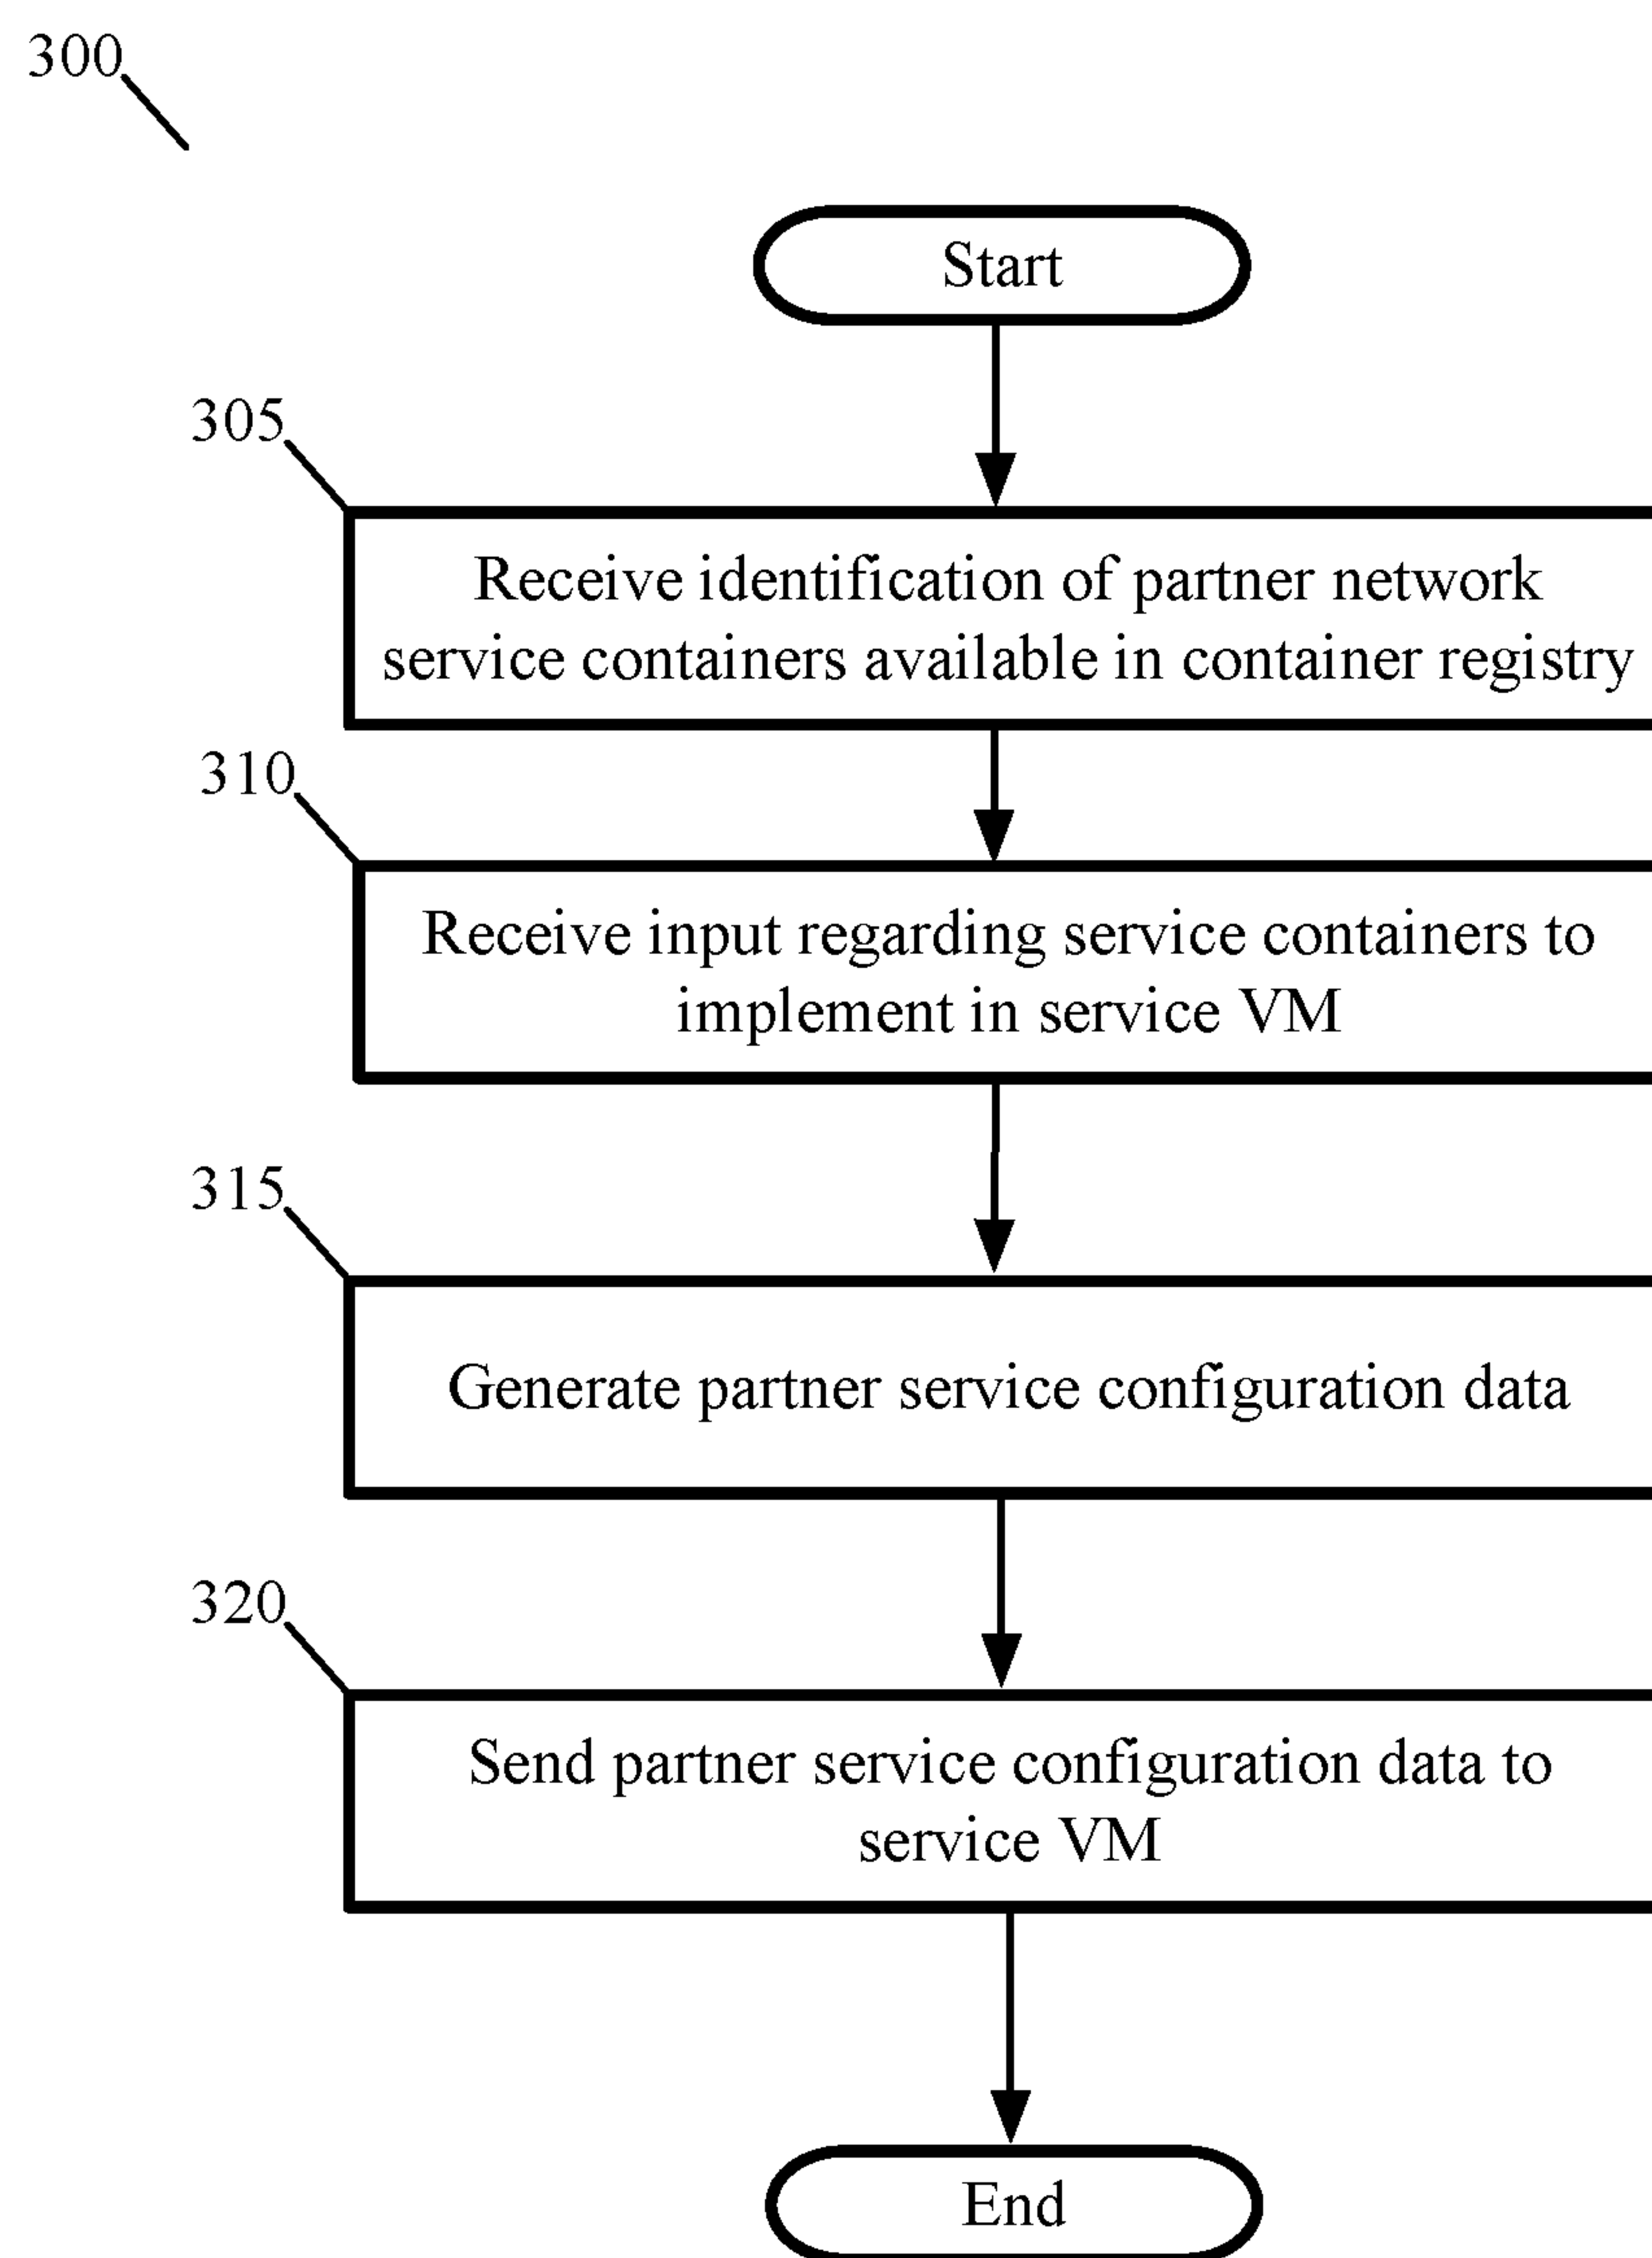 300
Start
305
Receive identification of partner network
service containers available in container registry
310
Receive input regarding service containers to
implement in service VM
315
Generate partner service configuration data
320
Send partner service configuration data to
service VM
End